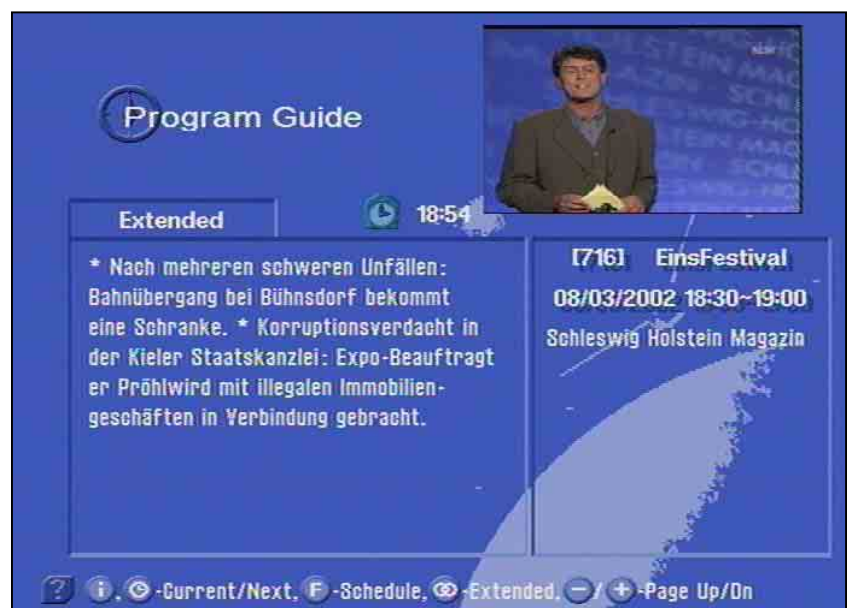 Program Guide
Extended
18:54
* Nach mehreren schweren Unfällen:
Bahnübergang bei Bühnsdorf bekommt
eine Schranke. * Korruptionsverdacht in
der Kieler Staatskanzlei: Expo-Beauftragt
er Pröhlwird mit illegalen Immobilien-
geschäften in Verbindung gebracht.
[716] EinsFestival
08/03/2002 18:30~19:00
Schleswig Holstein Magazin
? i, -Current/Next, F -Schedule, -Extended, - / + -Page Up/Dn